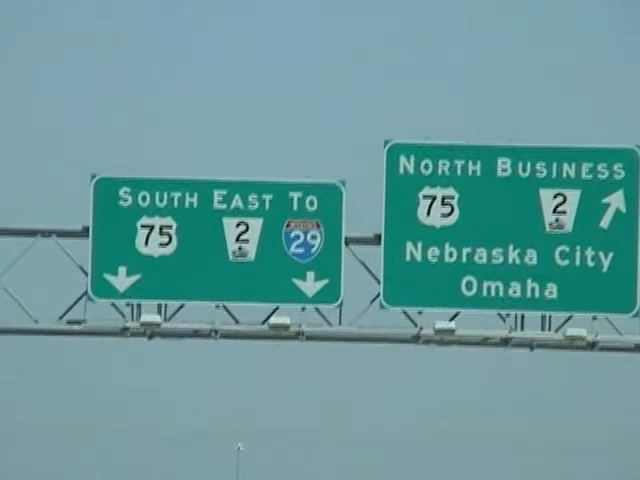 SOUTH EAST TO
75 2 29
NORTH BUSINESS
75 2
Nebraska City
Omaha